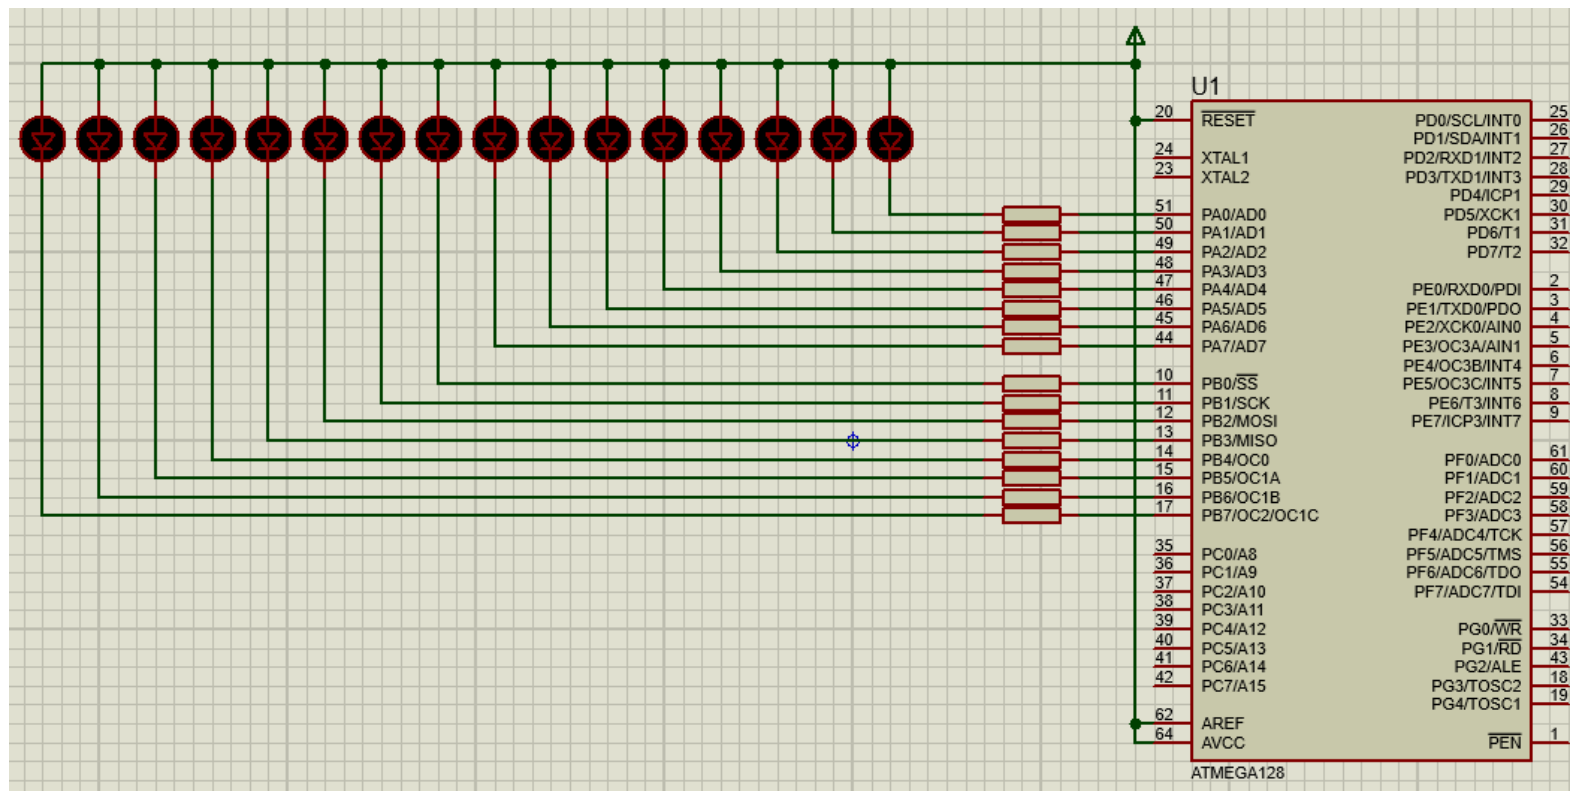 U1
20 RESET PD0/SCL/INT0 25
PD1/SDA/INT1 26
24 XTAL1 PD2/RXD1/INT2 27
23 XTAL2 PD3/TXD1/INT3 28
PD4/ICP1 29
51 PA0/AD0 PD5/XCK1 30
50 PA1/AD1 PD6/T1 31
49 PA2/AD2 PD7/T2 32
48 PA3/AD3
47 PA4/AD4 PE0/RXD0/PDI 2
46 PA5/AD5 PE1/TXD0/PDO 3
45 PA6/AD6 PE2/XCK0/AIN0 4
44 PA7/AD7 PE3/OC3A/AIN1 5
PE4/OC3B/INT4 6
10 PB0/SS PE5/OC3C/INT5 7
11 PB1/SCK PE6/T3/INT6 8
12 PB2/MOSI PE7/ICP3/INT7 9
13 PB3/MISO
14 PB4/OC0 PF0/ADC0 61
15 PB5/OC1A PF1/ADC1 60
16 PB6/OC1B PF2/ADC2 59
17 PB7/OC2/OC1C PF3/ADC3 58
PF4/ADC4/TCK 57
35 PC0/A8 PF5/ADC5/TMS 56
36 PC1/A9 PF6/ADC6/TDO 55
37 PC2/A10 PF7/ADC7/TDI 54
38 PC3/A11
39 PC4/A12 PG0/WR 33
40 PC5/A13 PG1/RD 34
41 PC6/A14 PG2/ALE 43
42 PC7/A15 PG3/TOSC2 18
PG4/TOSC1 19
62 AREF
64 AVCC PEN 1
ATMEGA128